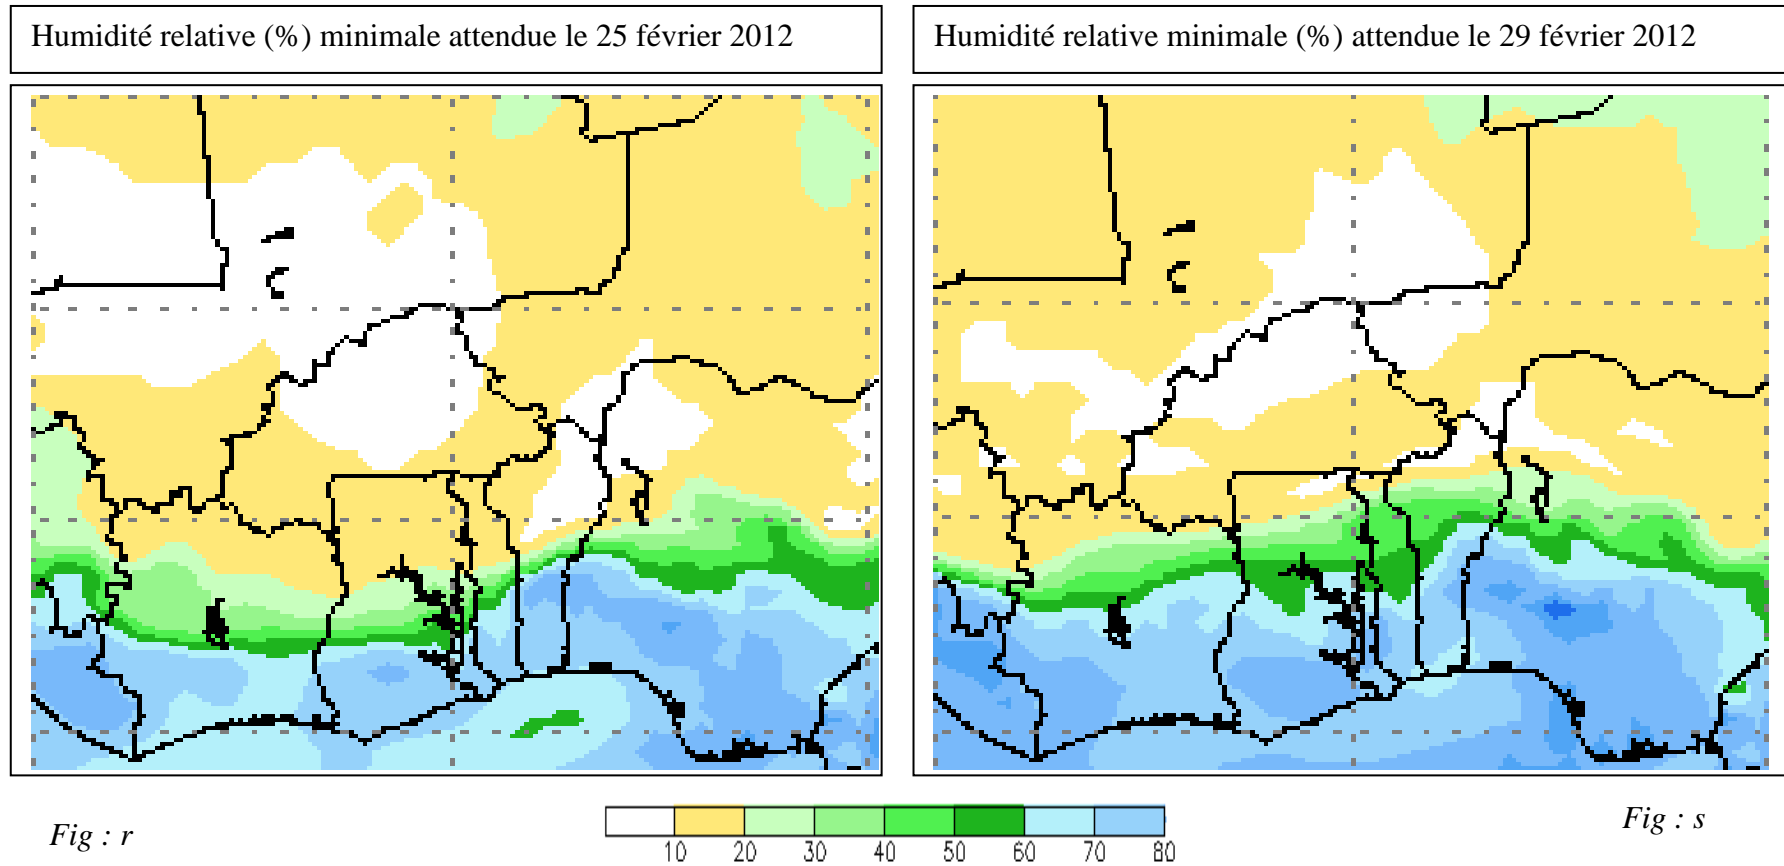 Humidité relative (%) minimale attendue le 25 février 2012
Humidité relative minimale (%) attendue le 29 février 2012
Fig : r
10 20 30 40 50 60 70 80
Fig : s